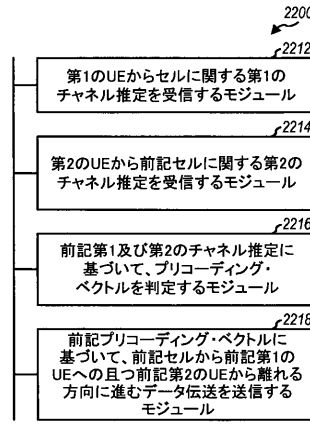 2200
2212
第1のUEからセルに関する第1の
チャネル推定を受信するモジュール
2214
第2のUEから前記セルに関する第2の
チャネル推定を受信するモジュール
2216
前記第1及び第2のチャネル推定に
基づいて、プリコーディング・
ベクトルを判定するモジュール
2218
前記プリコーディング・ベクトルに
基づいて、前記セルから前記第1の
UEへの且つ前記第2のUEから離れる
方向に進むデータ伝送を送信する
モジュール